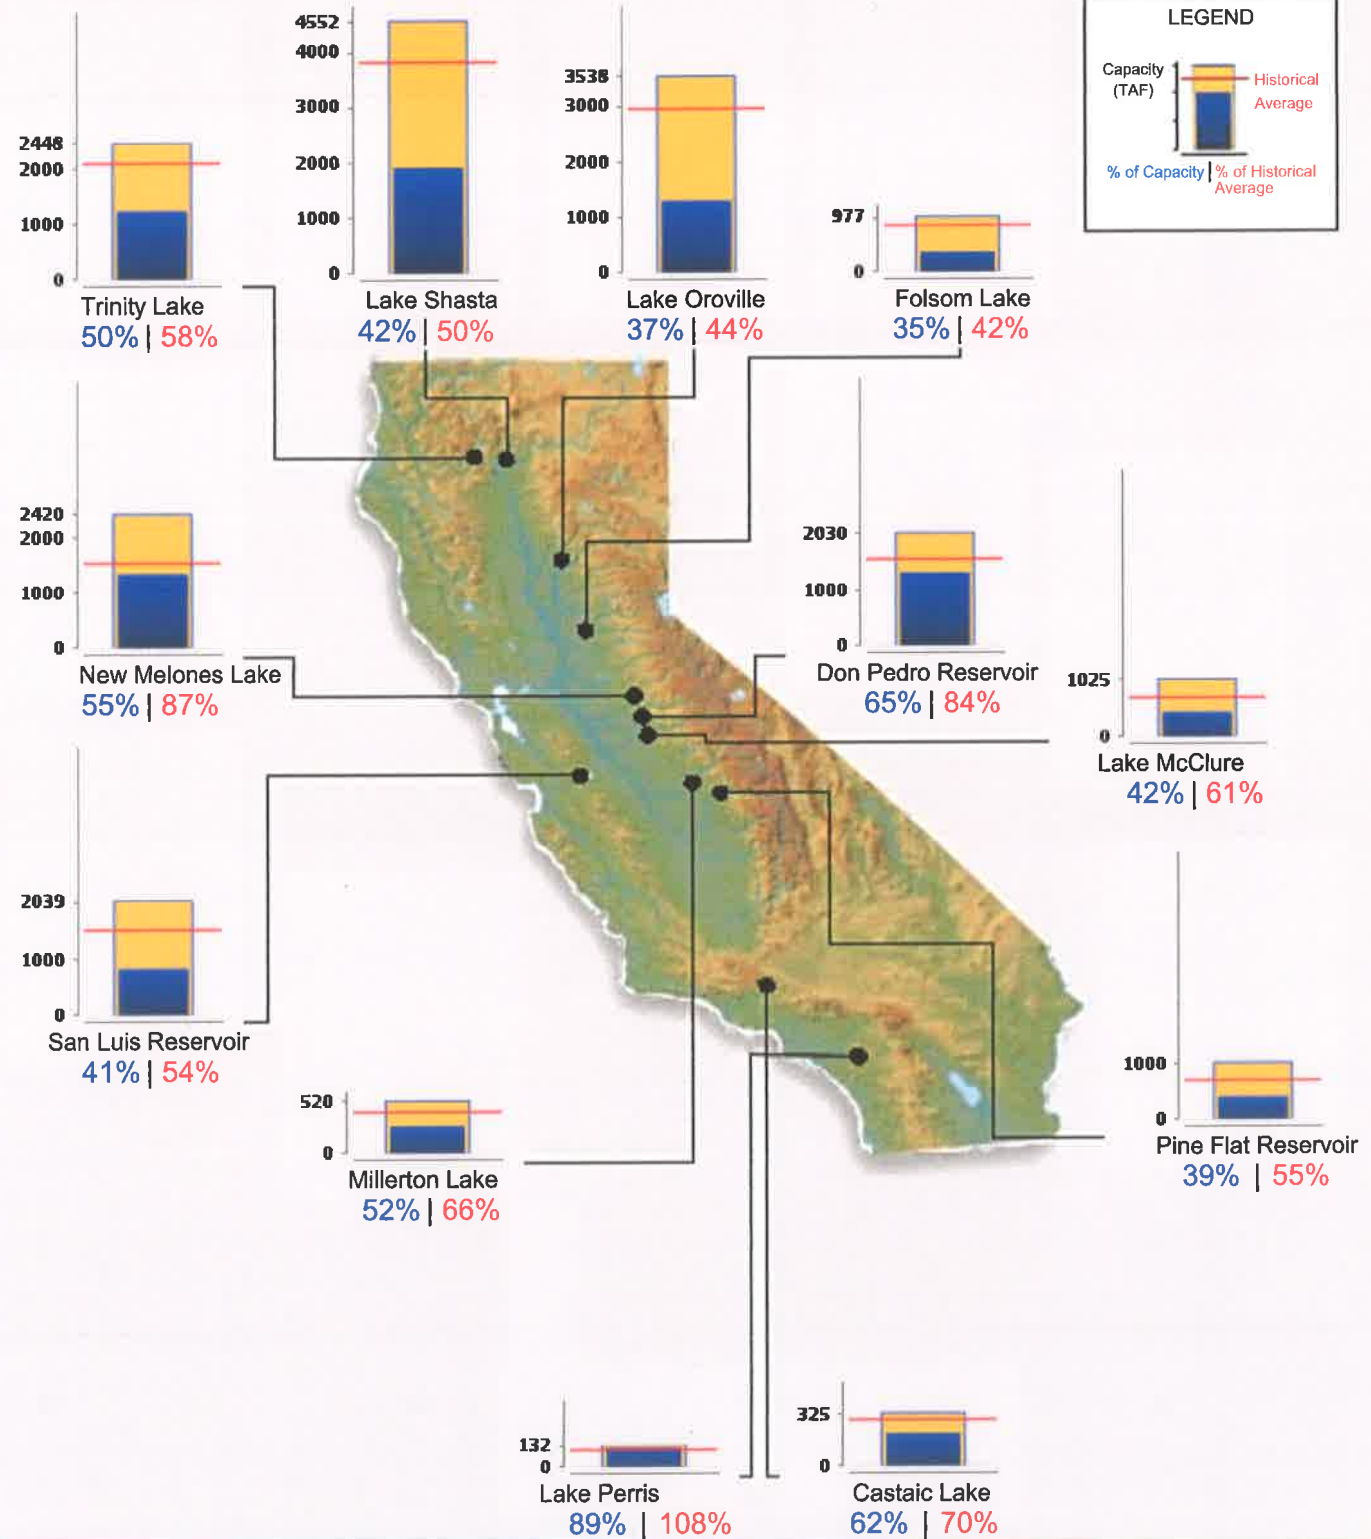 LEGEND
Capacity
(TAF)
Historical
Average
% of Capacity | % of Historical
Average
2448
2000
1000
0
Trinity Lake
50% | 58%
4552
4000
3000
2000
1000
0
Lake Shasta
42% | 50%
3538
3000
2000
1000
0
Lake Oroville
37% | 44%
977
0
Folsom Lake
35% | 42%
2420
2000
1000
0
New Melones Lake
55% | 87%
2030
1000
0
Don Pedro Reservoir
65% | 84%
1025
0
Lake McClure
42% | 61%
2039
1000
0
San Luis Reservoir
41% | 54%
520
0
Millerton Lake
52% | 66%
1000
0
Pine Flat Reservoir
39% | 55%
132
0
Lake Perris
89% | 108%
325
0
Castaic Lake
62% | 70%